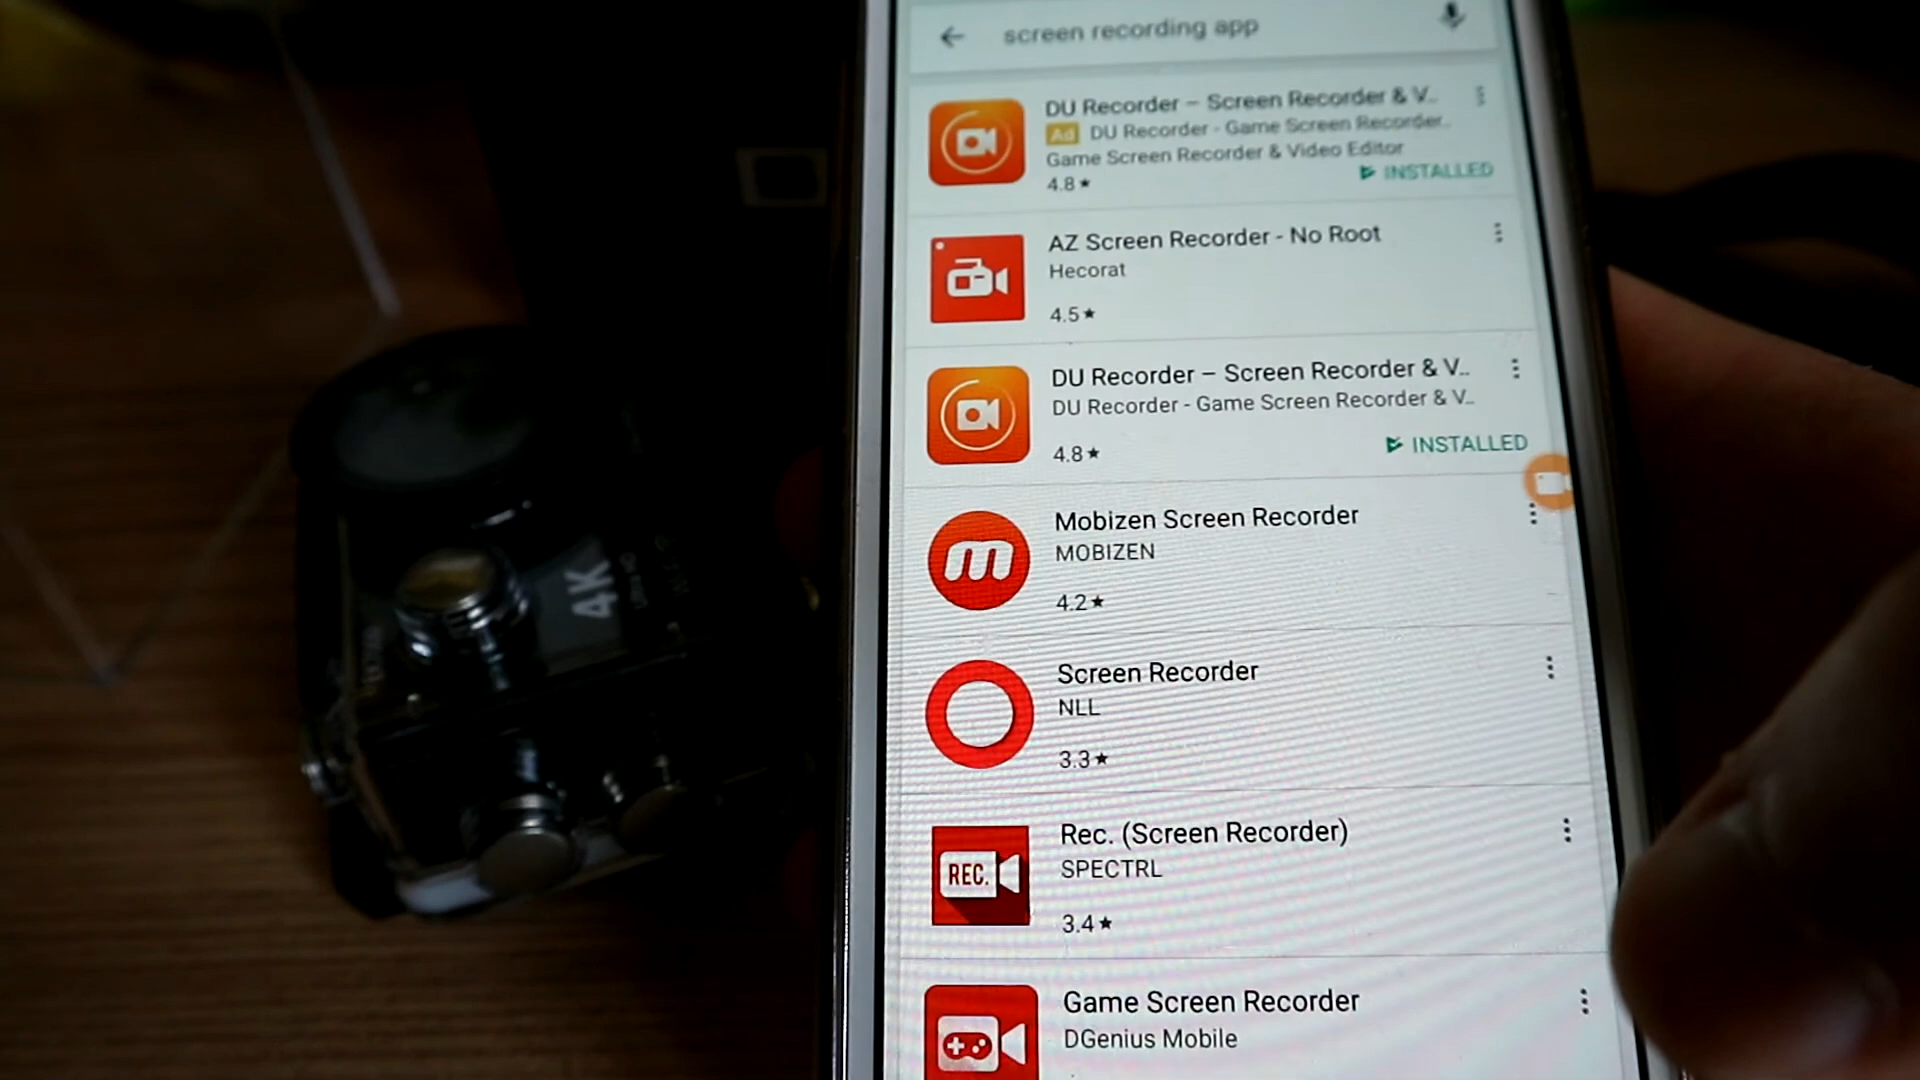 screen recording app
DU Recorder – Screen Recorder & V..
Ad DU Recorder - Game Screen Recorder..
Game Screen Recorder & Video Editor
4.8★
INSTALLED
AZ Screen Recorder - No Root
Hecorat
4.5★
DU Recorder – Screen Recorder & V..
DU Recorder - Game Screen Recorder & V..
4.8★
INSTALLED
m
Mobizen Screen Recorder
MOBIZEN
4.2★
Screen Recorder
NLL
3.3★
REC.
Rec. (Screen Recorder)
SPECTRL
3.4★
Game Screen Recorder
DGenius Mobile
4K